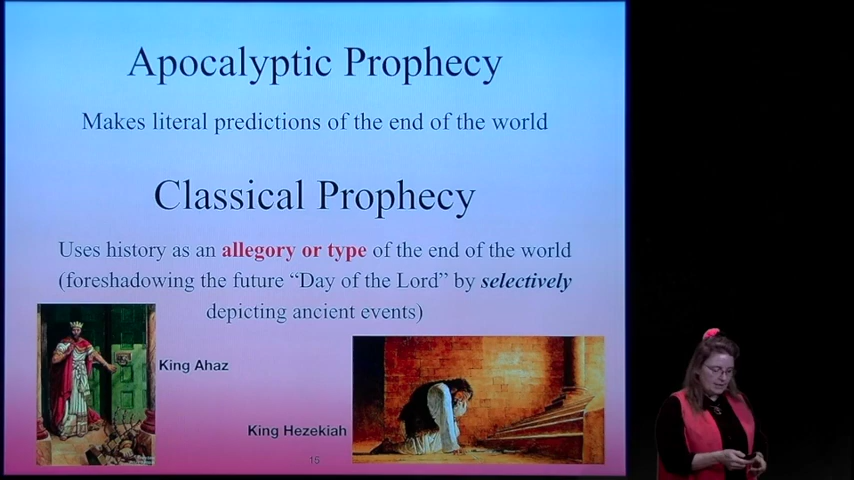 Apocalyptic Prophecy
Makes literal predictions of the end of the world
Classical Prophecy
Uses history as an allegory or type of the end of the world
(foreshadowing the future “Day of the Lord” by selectively
depicting ancient events)
King Ahaz
King Hezekiah
15